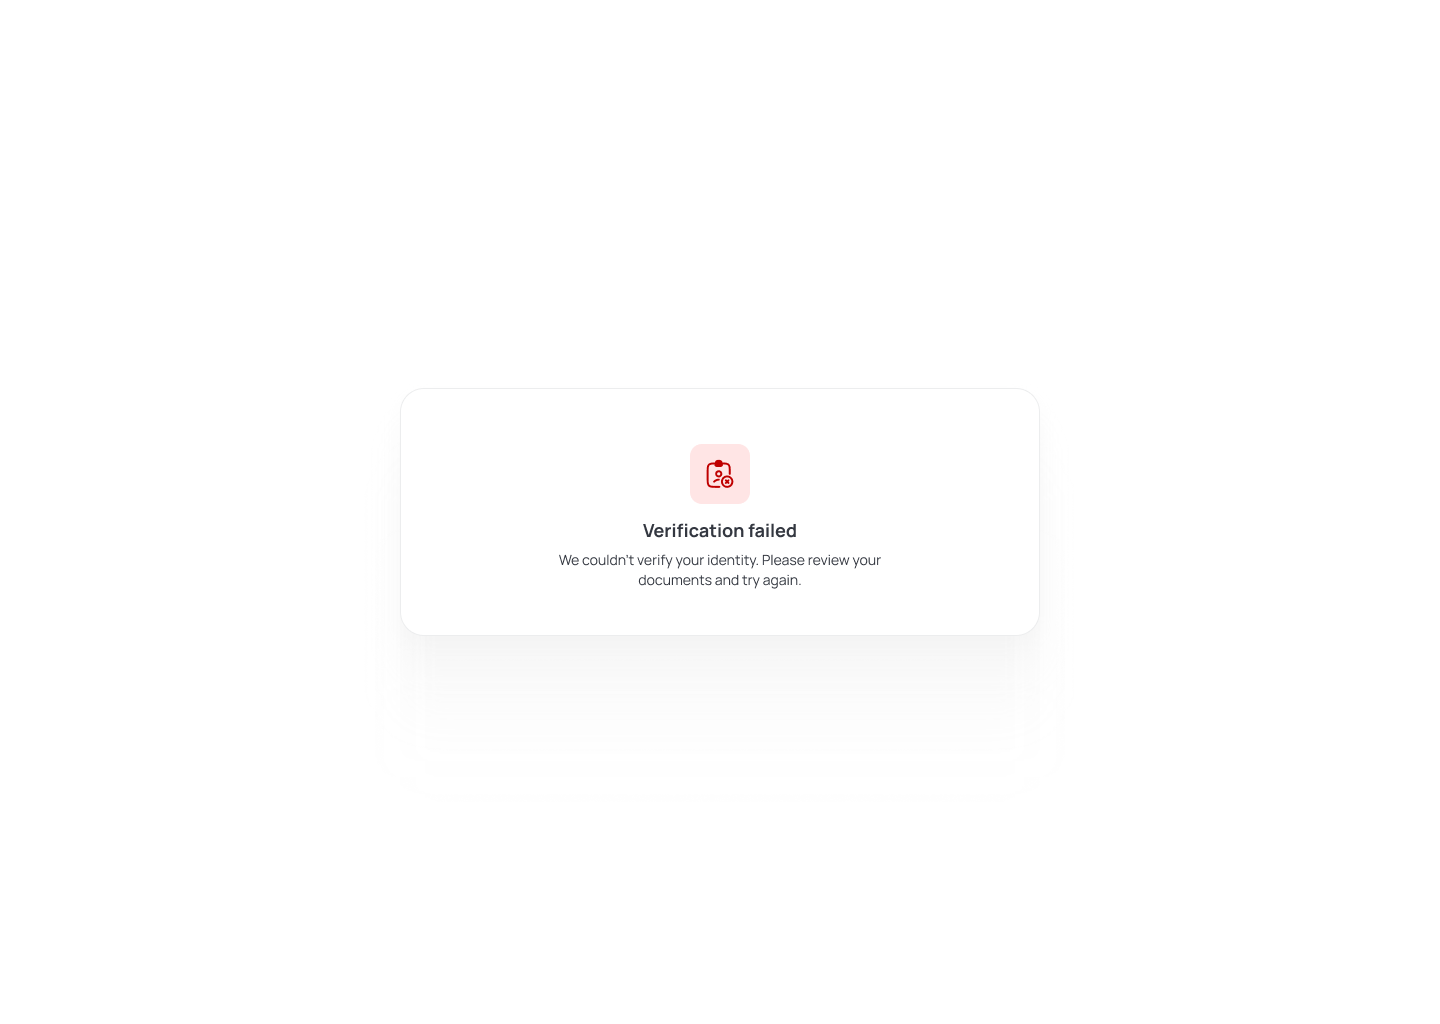 Verification failed
We couldn't verify your identity. Please review your
documents and try again.